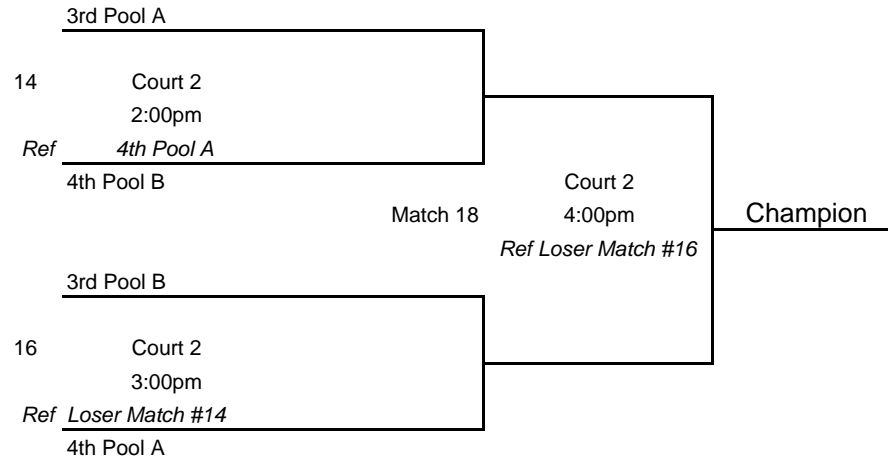 3rd Pool A
14 Court 2
2:00pm
Ref 4th Pool A
4th Pool B
Court 2
Match 18 4:00pm Champion
Ref Loser Match #16
3rd Pool B
16 Court 2
3:00pm
Ref Loser Match #14
4th Pool A